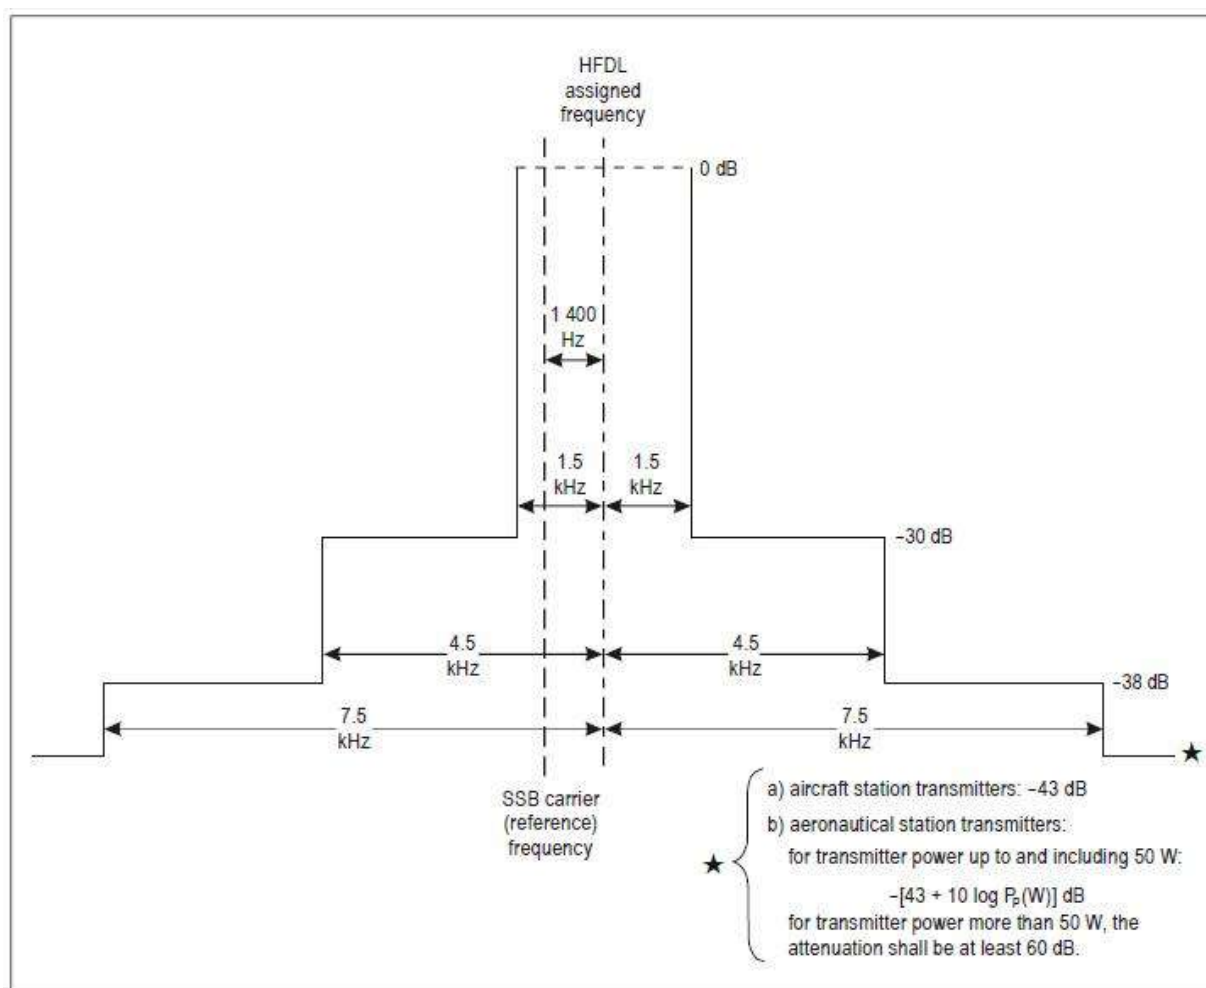 HFDL
assigned
frequency
0 dB
1 400
Hz
1.5
kHz
1.5
kHz
–30 dB
4.5
kHz
4.5
kHz
–38 dB
7.5
kHz
7.5
kHz
★
SSB carrier
(reference)
frequency
★
a) aircraft station transmitters: –43 dB
b) aeronautical station transmitters:
for transmitter power up to and including 50 W:
–[43 + 10 log Pₚ(W)] dB
for transmitter power more than 50 W, the
attenuation shall be at least 60 dB.